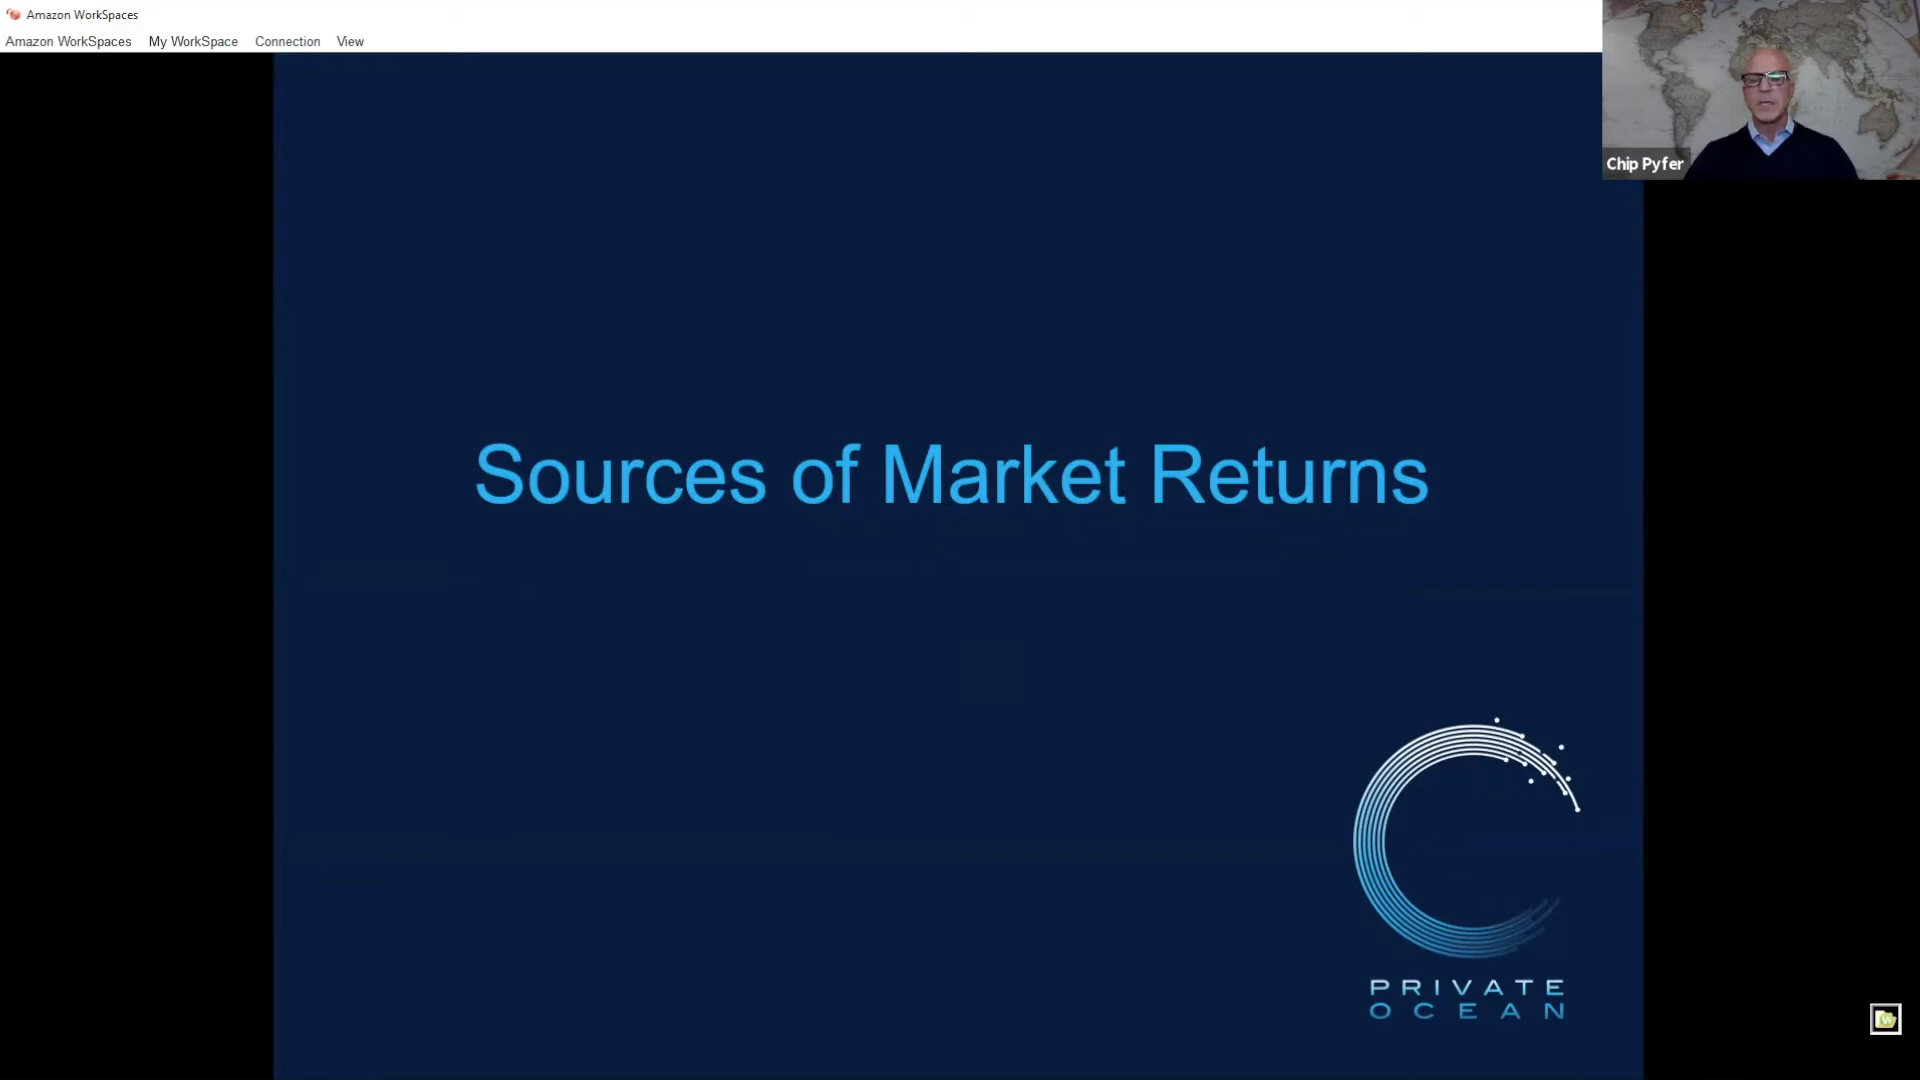 Amazon WorkSpaces
Amazon WorkSpaces My WorkSpace Connection View
Chip Pyfer
Sources of Market Returns
PRIVATE
OCEAN